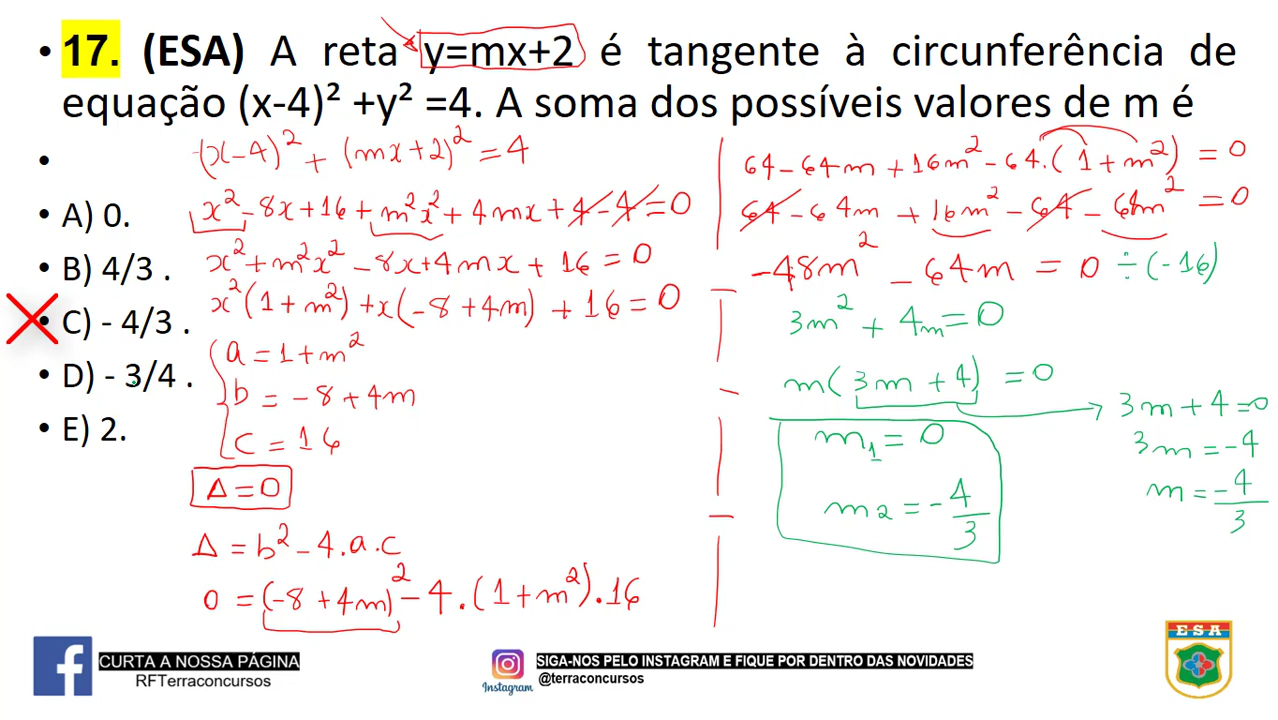 • 17. (ESA) A reta y=mx+2 é tangente à circunferência de
equação (x-4)² +y² =4. A soma dos possíveis valores de m é
•
• A) 0.
• B) 4/3 .
• C) - 4/3 .
• D) - 3/4 .
• E) 2.
(x-4)² + (mx+2)² = 4
x² - 8x + 16 + m²x² + 4mx + 4 - 4 = 0
x² + m²x² - 8x + 4mx + 16 = 0
x²(1+m²) + x(-8+4m) + 16 = 0
a = 1+m²
b = -8+4m
c = 16
Δ = 0
Δ = b² - 4.a.c
0 = (-8+4m)² - 4.(1+m²).16
64 - 64m + 16m² - 64.(1+m²) = 0
64 - 64m + 16m² - 64 - 64m² = 0
-48m² - 64m = 0 ÷(-16)
3m² + 4m = 0
m(3m + 4) = 0
3m + 4 = 0
3m = -4
m = -4/3
m₁ = 0
m2 = -4/3
CURTA A NOSSA PÁGINA
RFTerraconcursos
Instagram
SIGA-NOS PELO INSTAGRAM E FIQUE POR DENTRO DAS NOVIDADES
@terraconcursos
ESA